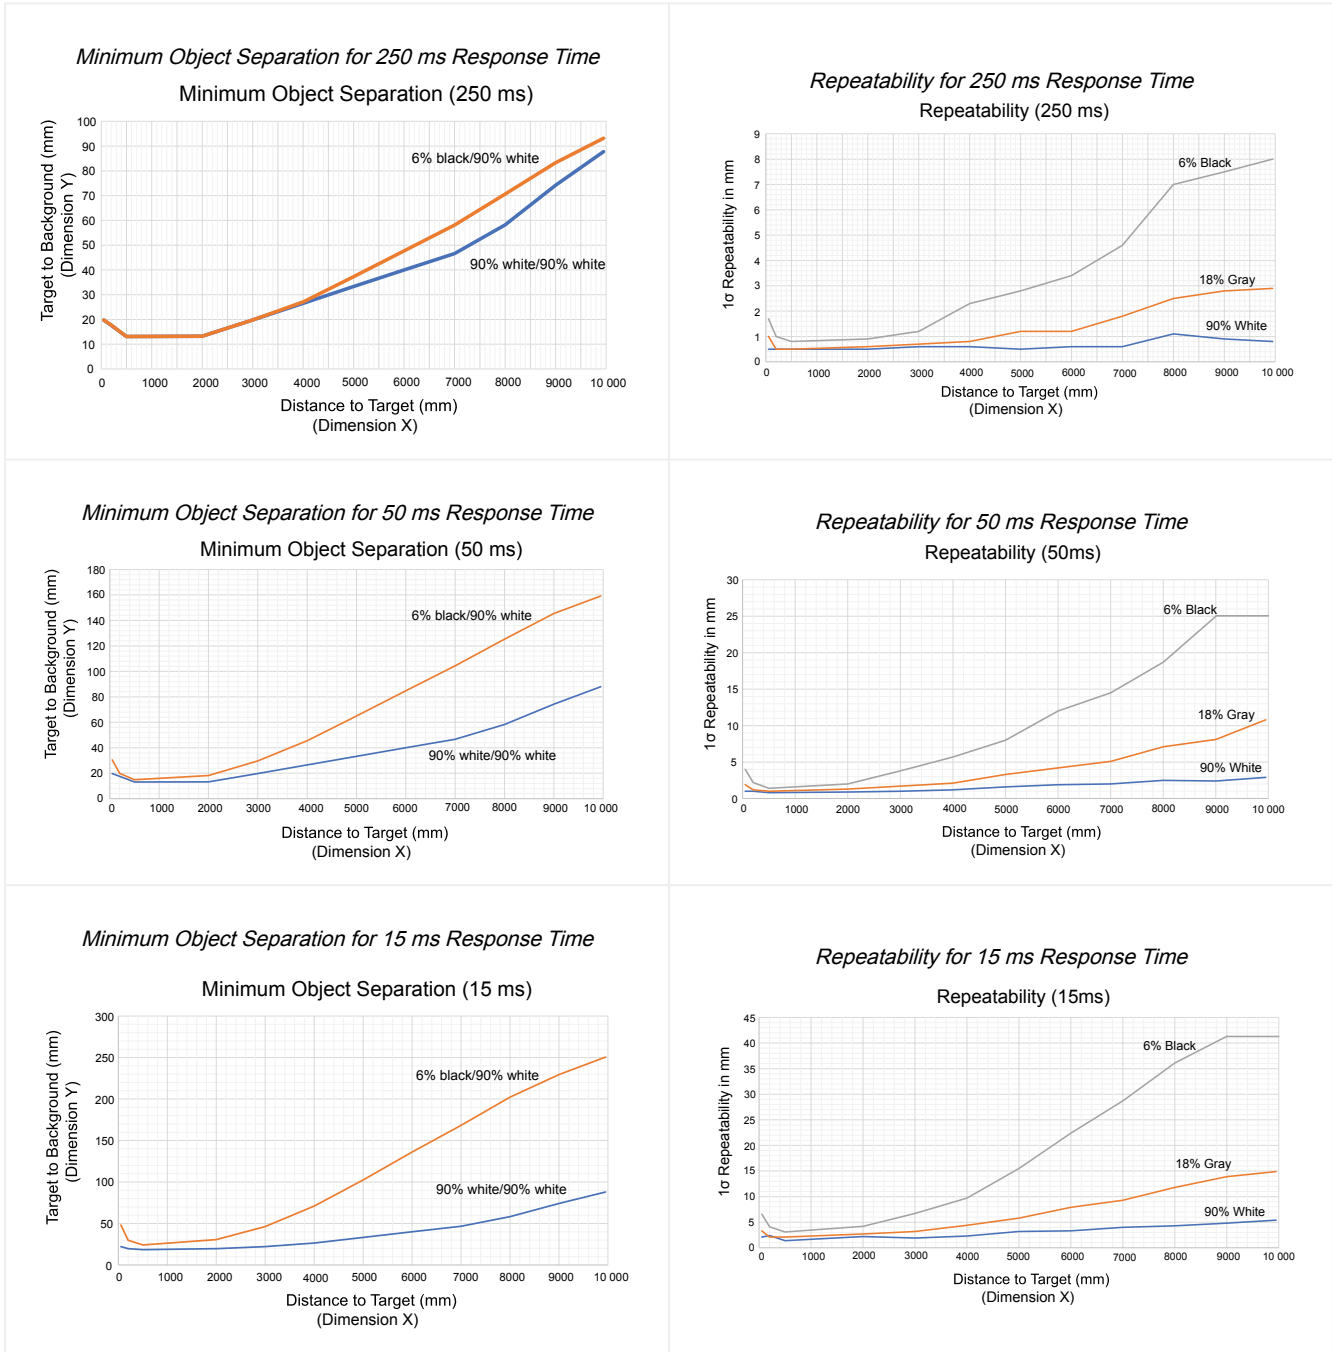 Minimum Object Separation for 250 ms Response Time
Minimum Object Separation (250 ms)
Target to Background (mm)
(Dimension Y)
100
90
80
70
60
50
40
30
20
10
0
6% black/90% white
90% white/90% white
0 1000 2000 3000 4000 5000 6000 7000 8000 9000 10 000
Distance to Target (mm)
(Dimension X)
Repeatability for 250 ms Response Time
Repeatability (250 ms)
1σ Repeatability in mm
9
8
7
6
5
4
3
2
1
0
6% Black
18% Gray
90% White
0 1000 2000 3000 4000 5000 6000 7000 8000 9000 10 000
Distance to Target (mm)
(Dimension X)
Minimum Object Separation for 50 ms Response Time
Minimum Object Separation (50 ms)
Target to Background (mm)
(Dimension Y)
180
160
140
120
100
80
60
40
20
0
6% black/90% white
90% white/90% white
0 1000 2000 3000 4000 5000 6000 7000 8000 9000 10 000
Distance to Target (mm)
(Dimension X)
Repeatability for 50 ms Response Time
Repeatability (50ms)
1σ Repeatability in mm
30
25
20
15
10
5
0
6% Black
18% Gray
90% White
0 1000 2000 3000 4000 5000 6000 7000 8000 9000 10 000
Distance to Target (mm)
(Dimension X)
Minimum Object Separation for 15 ms Response Time
Minimum Object Separation (15 ms)
Target to Background (mm)
(Dimension Y)
300
250
200
150
100
50
0
6% black/90% white
90% white/90% white
0 1000 2000 3000 4000 5000 6000 7000 8000 9000 10 000
Distance to Target (mm)
(Dimension X)
Repeatability for 15 ms Response Time
Repeatability (15ms)
1σ Repeatability in mm
45
40
35
30
25
20
15
10
5
0
6% Black
18% Gray
90% White
0 1000 2000 3000 4000 5000 6000 7000 8000 9000 10 000
Distance to Target (mm)
(Dimension X)